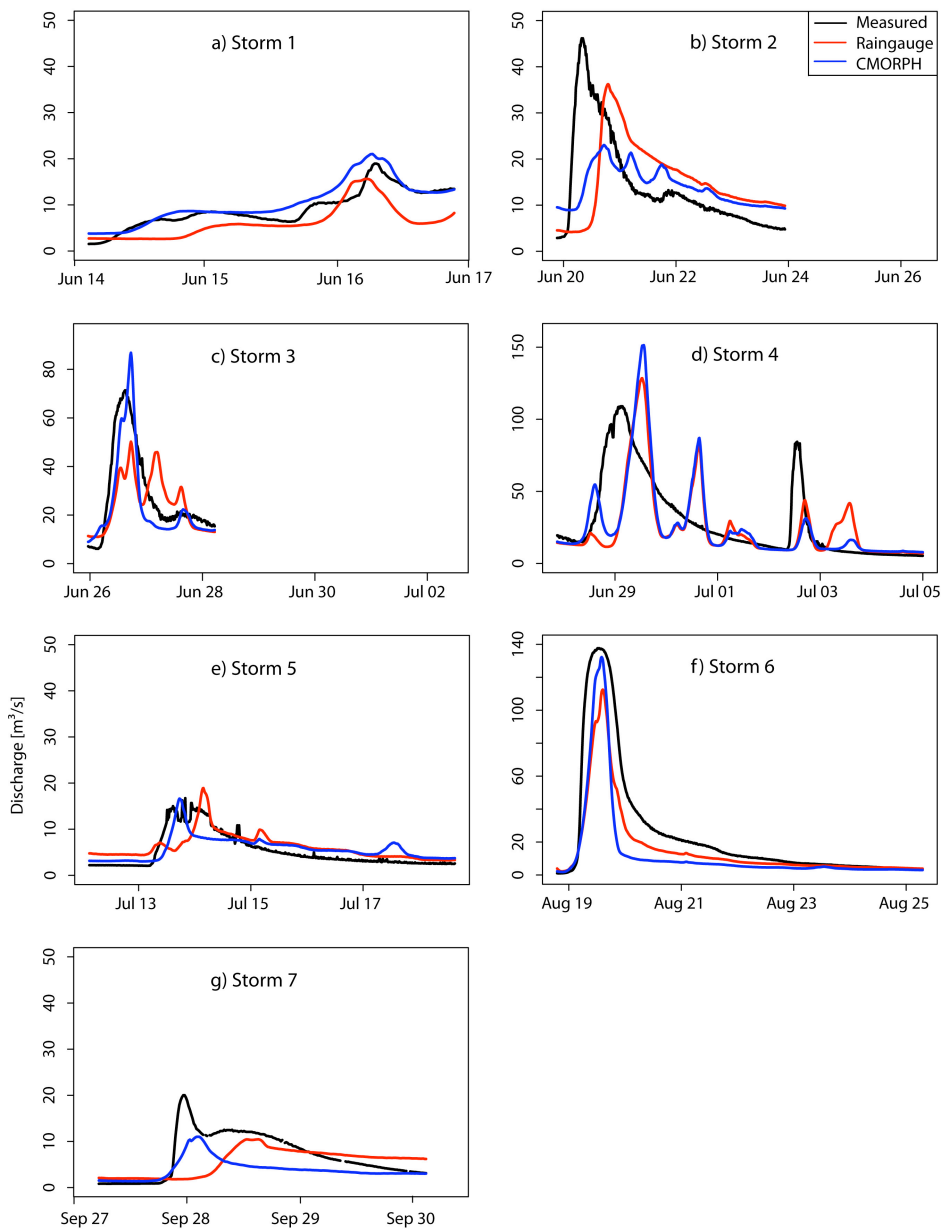 a) Storm 1
50
40
30
20
10
0
Jun 14
Jun 15
Jun 16
Jun 17
b) Storm 2
Measured
Raingauge
CMORPH
50
40
30
20
10
0
Jun 20
Jun 22
Jun 24
Jun 26
c) Storm 3
80
60
40
20
0
Jun 26
Jun 28
Jun 30
Jul 02
d) Storm 4
150
100
50
0
Jun 29
Jul 01
Jul 03
Jul 05
e) Storm 5
Discharge [m³/s]
50
40
30
20
10
0
Jul 13
Jul 15
Jul 17
f) Storm 6
140
100
60
20
0
Aug 19
Aug 21
Aug 23
Aug 25
g) Storm 7
50
40
30
20
10
0
Sep 27
Sep 28
Sep 29
Sep 30